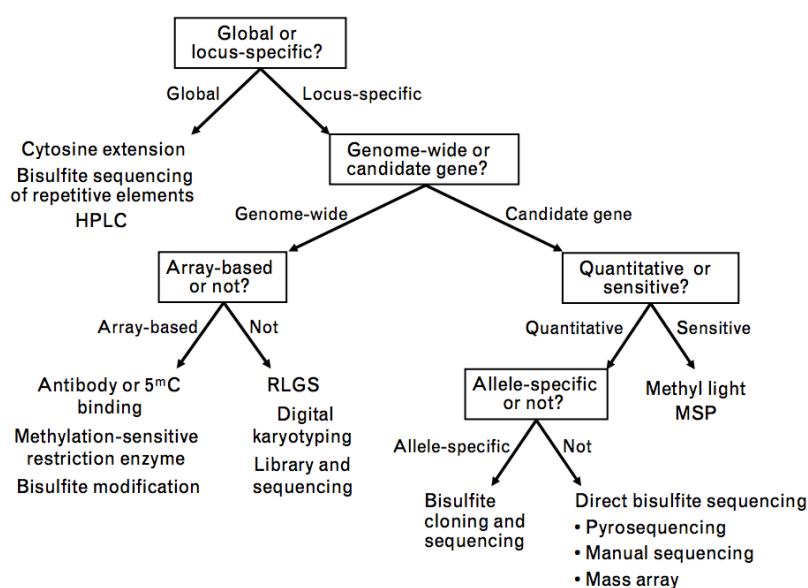 Global or
locus-specific?
Global
Locus-specific
Cytosine extension
Bisulfite sequencing
of repetitive elements
HPLC
Genome-wide or
candidate gene?
Genome-wide
Candidate gene
Array-based
or not?
Quantitative or
sensitive?
Array-based
Not
Quantitative
Sensitive
Antibody or 5ᵐC
binding
Methylation-sensitive
restriction enzyme
Bisulfite modification
RLGS
Digital
karyotyping
Library and
sequencing
Allele-specific
or not?
Methyl light
MSP
Allele-specific
Not
Bisulfite
cloning and
sequencing
Direct bisulfite sequencing
• Pyrosequencing
• Manual sequencing
• Mass array